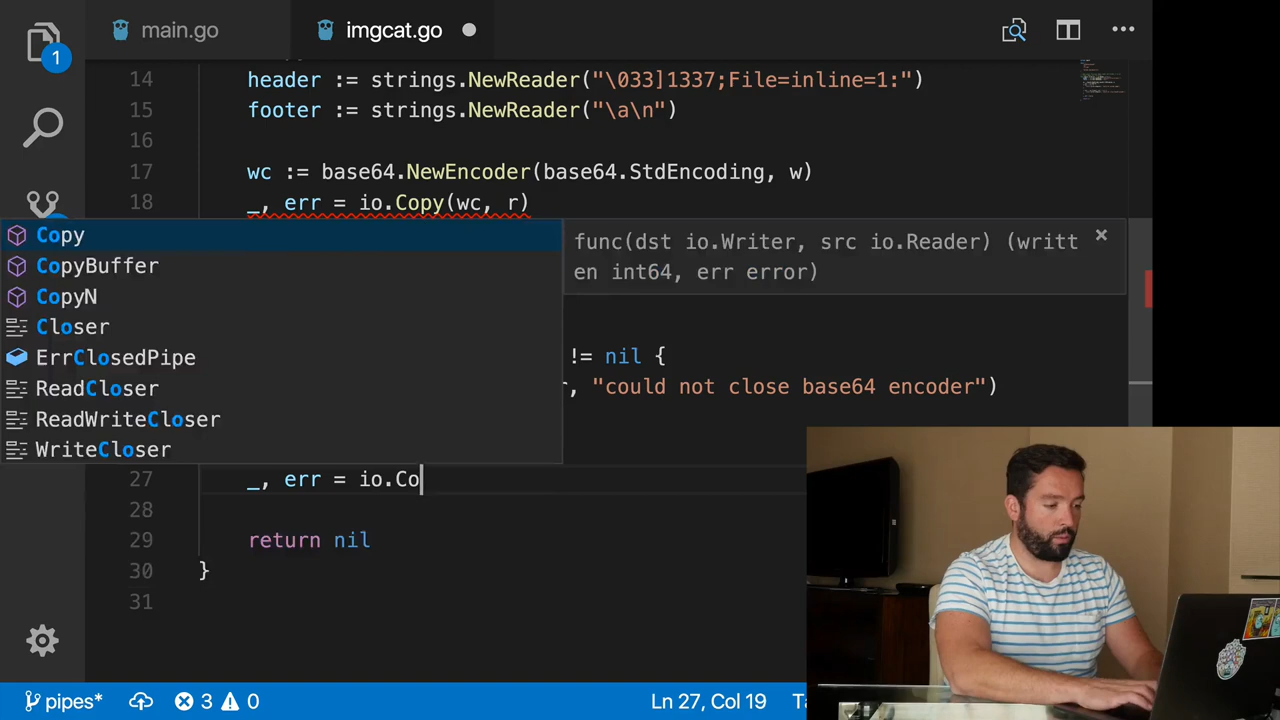 main.go
imgcat.go
1
14 header := strings.NewReader("\033]1337;File=inline=1:")
15 footer := strings.NewReader("\a\n")
16
17 wc := base64.NewEncoder(base64.StdEncoding, w)
18 _, err = io.Copy(wc, r)
Copy
CopyBuffer
CopyN
Closer
ErrClosedPipe
ReadCloser
ReadWriteCloser
WriteCloser
func(dst io.Writer, src io.Reader) (writt
en int64, err error)
!= nil {
r, "could not close base64 encoder")
27 _, err = io.Co
28
29 return nil
30 }
31
pipes* 3 0 Ln 27, Col 19